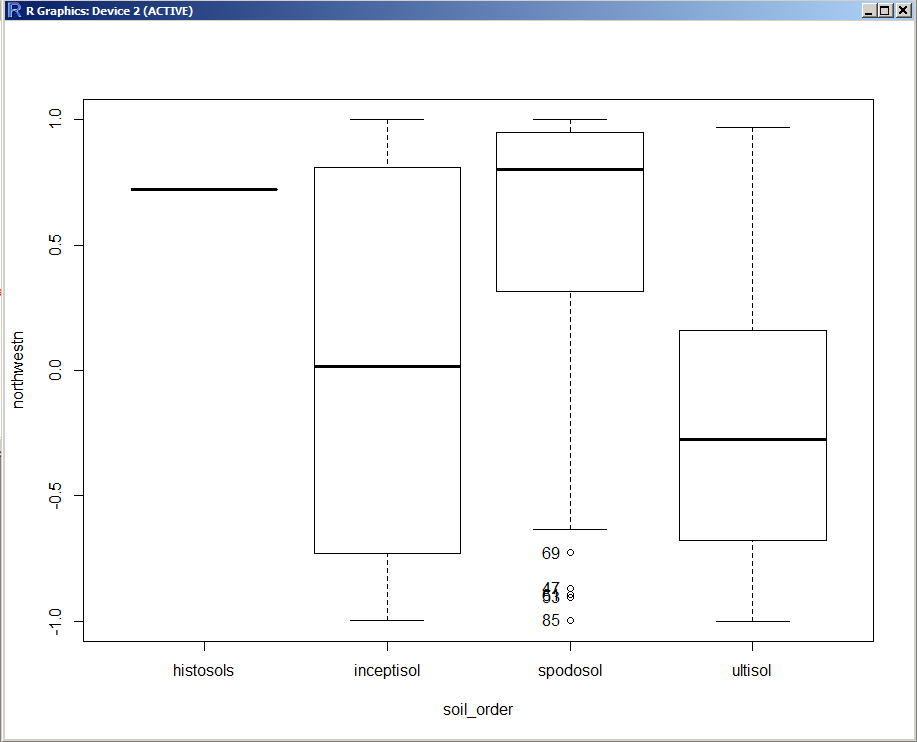 R Graphics: Device 2 (ACTIVE)
1.0
0.5
0.0
-0.5
-1.0
northwestn
69
47
53
85
histosols
inceptisol
spodosol
ultisol
soil_order